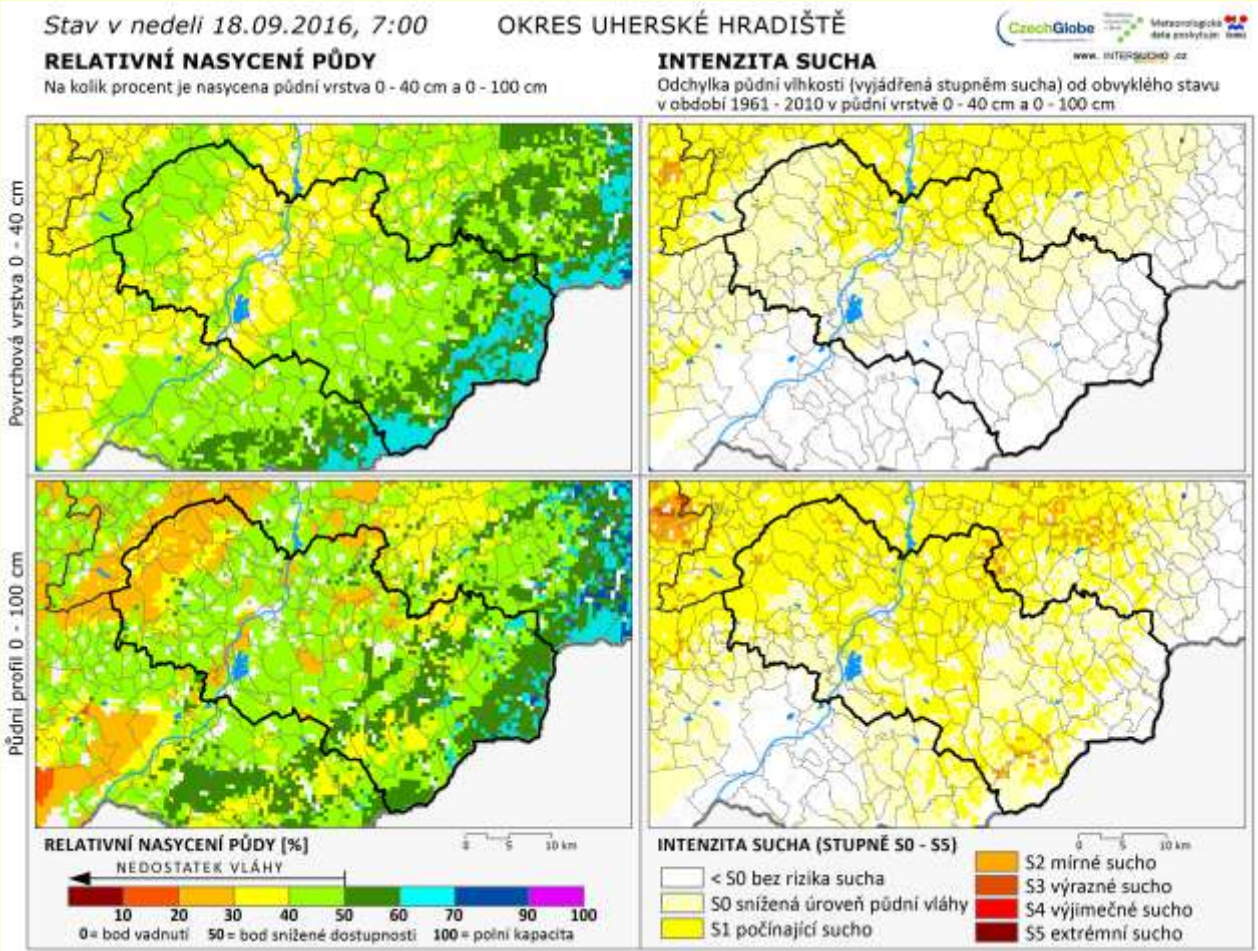 Stav v nedeli 18.09.2016, 7:00
OKRES UHERSKÉ HRADIŠTĚ
CzechGlobe
Meteorologická
data poskytuje:
www. INTERSUCHO .cz
RELATIVNÍ NASYCENÍ PŮDY
Na kolik procent je nasycena půdní vrstva 0 - 40 cm a 0 - 100 cm
INTENZITA SUCHA
Odchylka půdní vlhkosti (vyjádřená stupněm sucha) od obvyklého stavu
v období 1961 - 2010 v půdní vrstvě 0 - 40 cm a 0 - 100 cm
Povrchová vrstva 0 - 40 cm
Půdní profil 0 - 100 cm
RELATIVNÍ NASYCENÍ PŮDY [%]
0 5 10 km
NEDOSTATEK VLÁHY
10 20 30 40 50 60 70 80 90 100
0 = bod vadnutí 50 = bod snížené dostupnosti 100 = polní kapacita
INTENZITA SUCHA (STUPNĚ S0 - S5)
0 5 10 km
< S0 bez rizika sucha
S0 snížená úroveň půdní vláhy
S1 počínající sucho
S2 mírné sucho
S3 výrazné sucho
S4 výjimečné sucho
S5 extrémní sucho